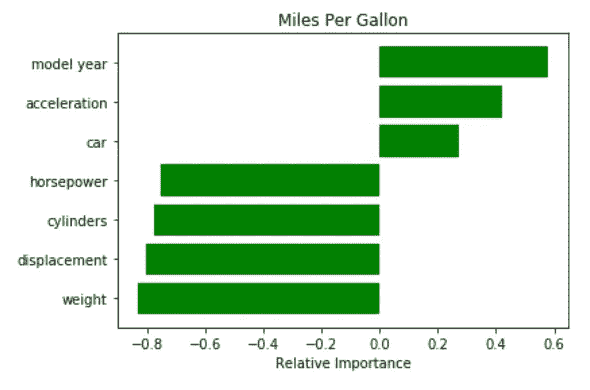 Miles Per Gallon
model year
acceleration
car
horsepower
cylinders
displacement
weight
−0.8 −0.6 −0.4 −0.2 0.0 0.2 0.4 0.6
Relative Importance